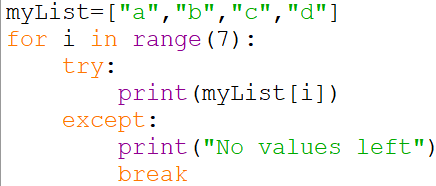 myList=["a","b","c","d"]
for i in range(7):
    try:
        print(myList[i])
    except:
        print("No values left")
        break